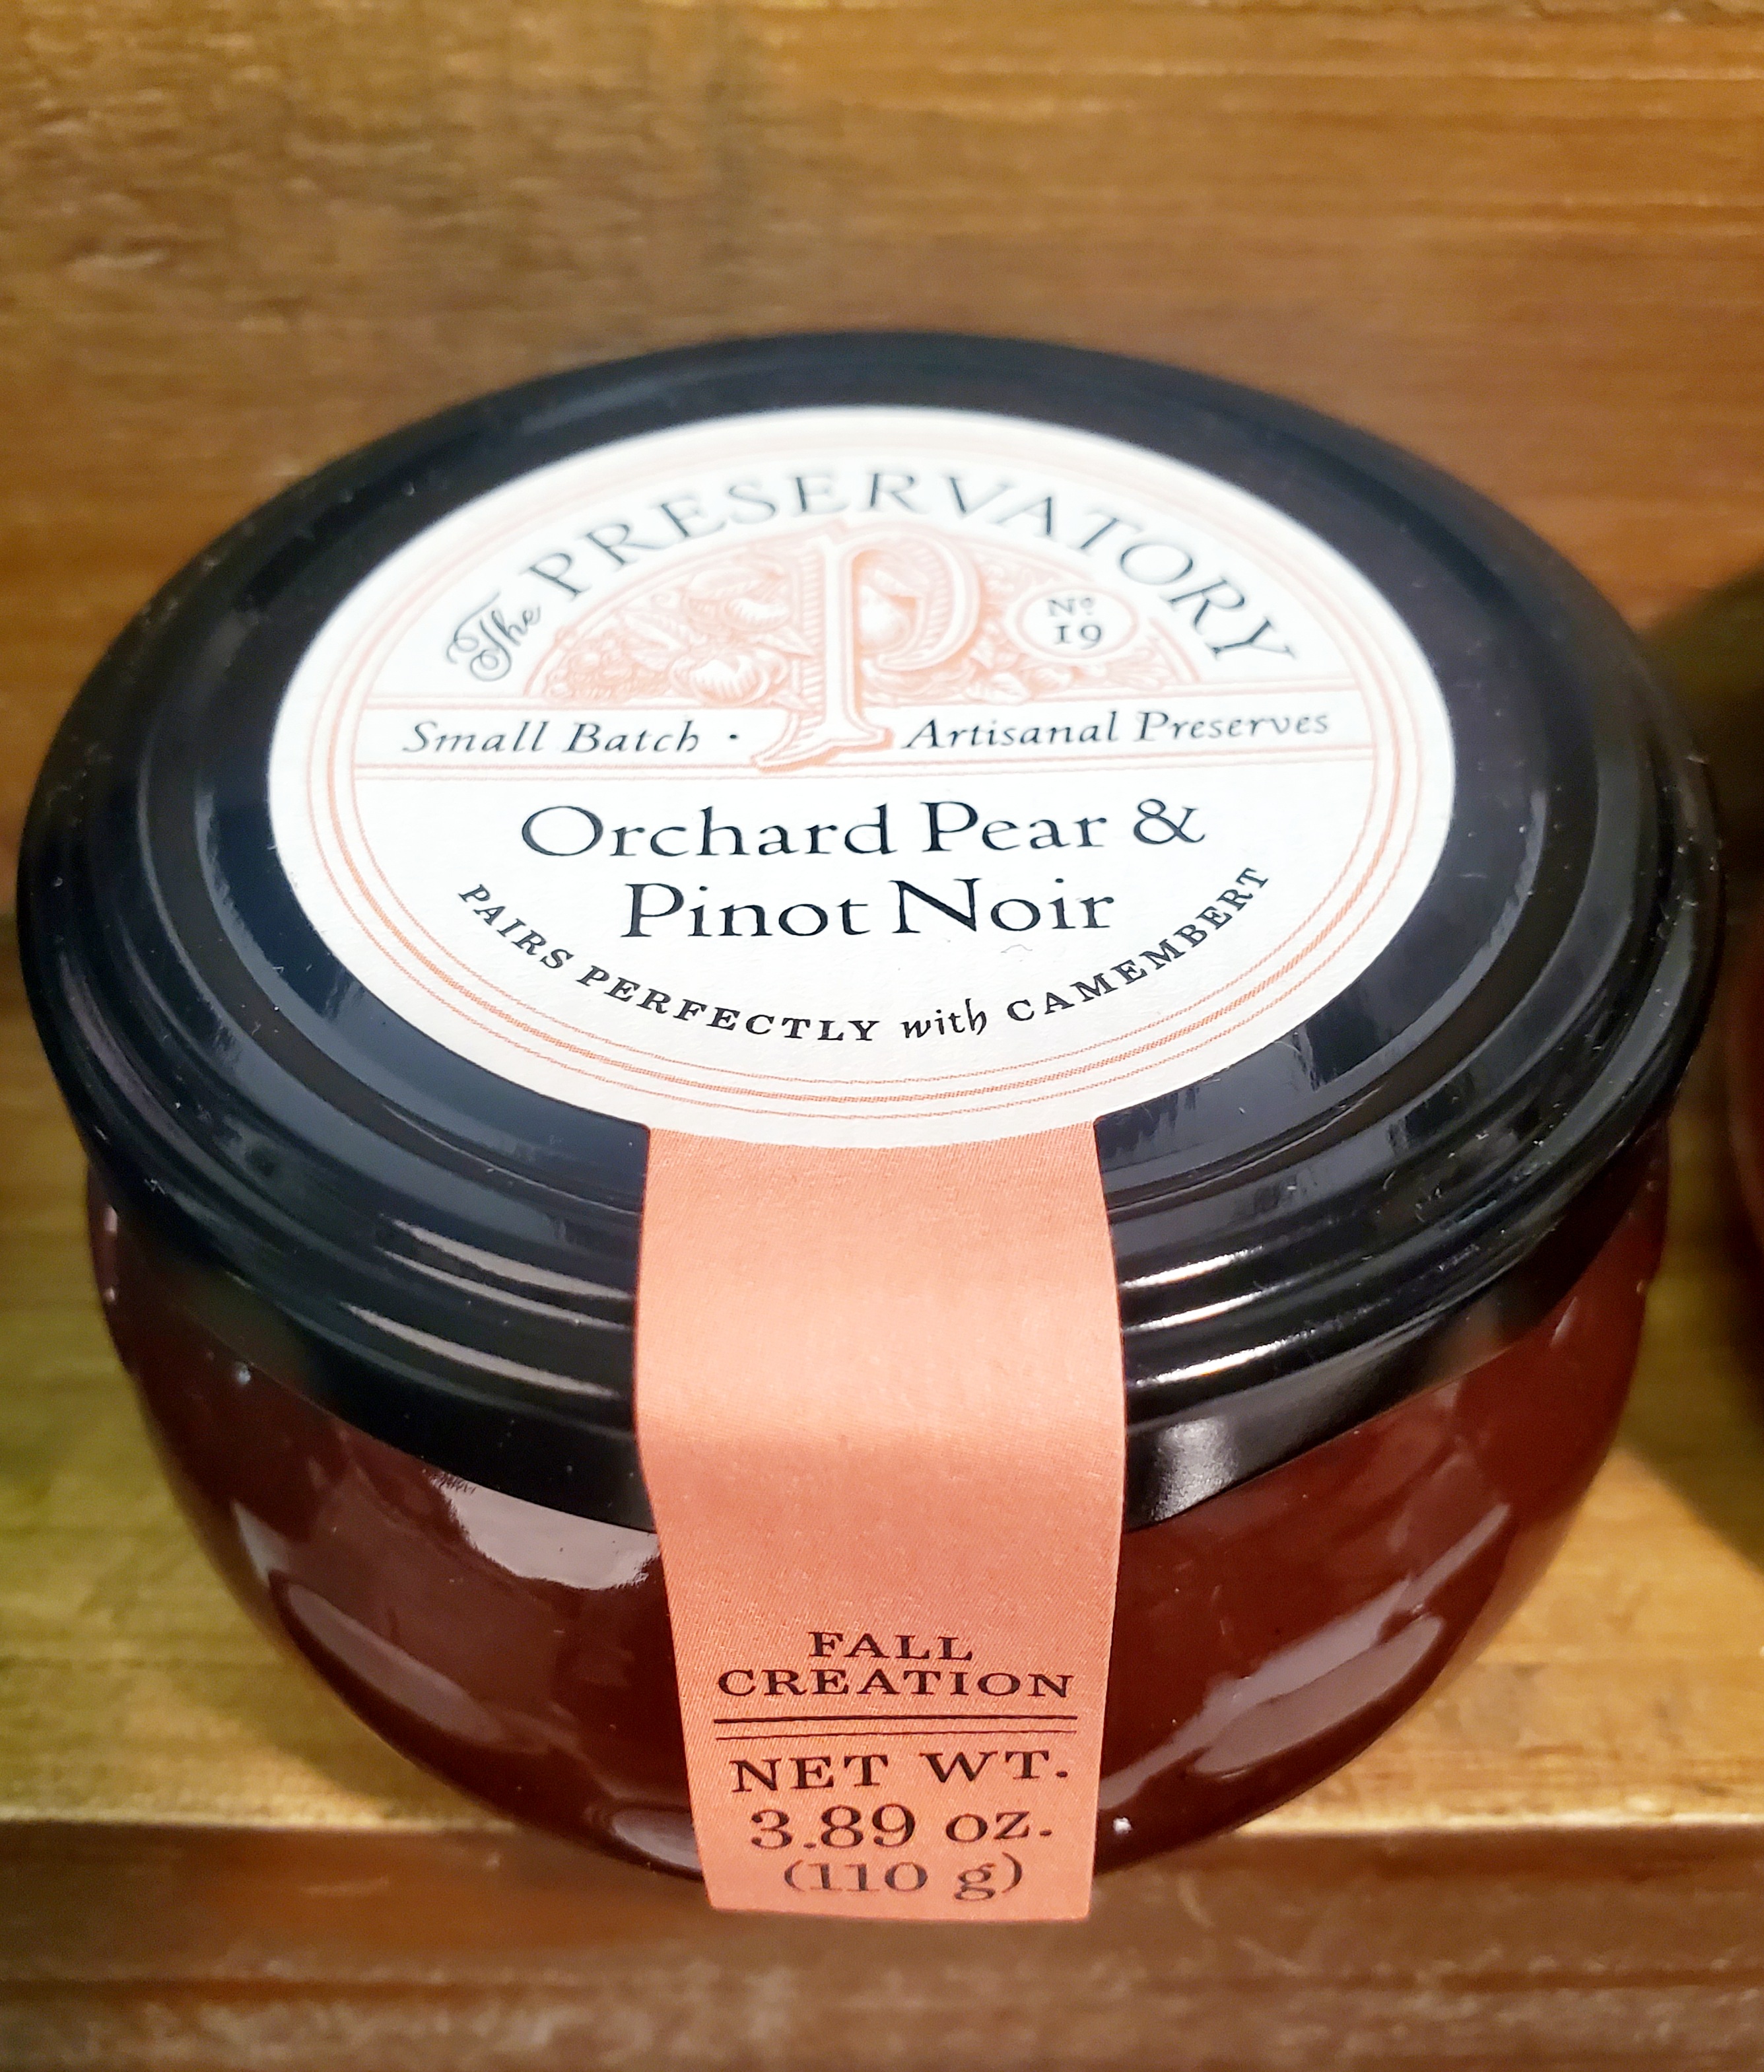 The PRESERVATORY
Nº
19
Small Batch · Artisanal Preserves
P
Orchard Pear &
Pinot Noir
PAIRS PERFECTLY with CAMEMBERT
FALL
CREATION
NET WT.
3.89 oz.
(110 g)